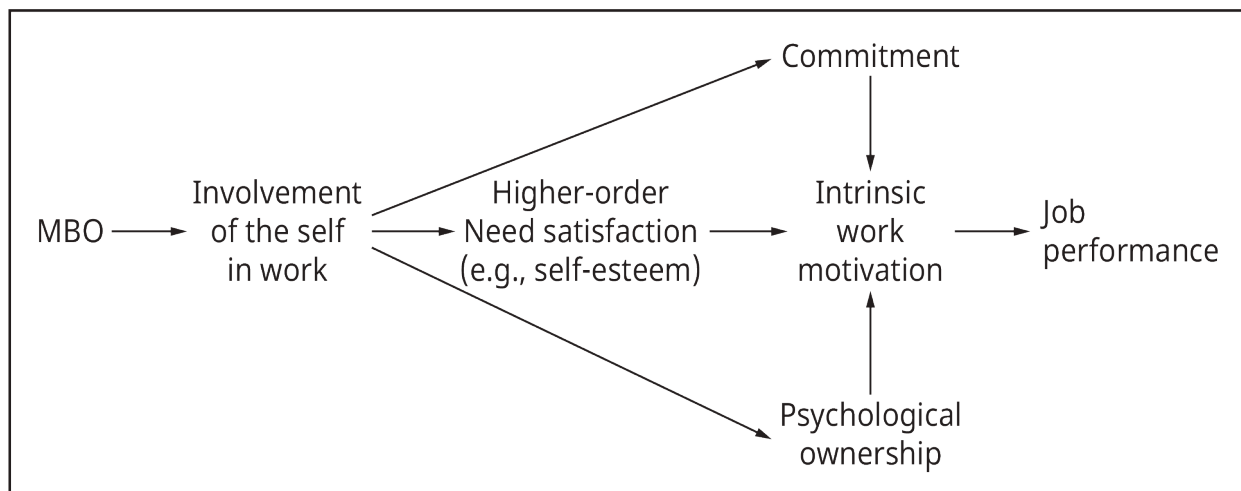 Commitment
MBO
Involvement
of the self
in work
Higher-order
Need satisfaction
(e.g., self-esteem)
Intrinsic
work
motivation
Job
performance
Psychological
ownership